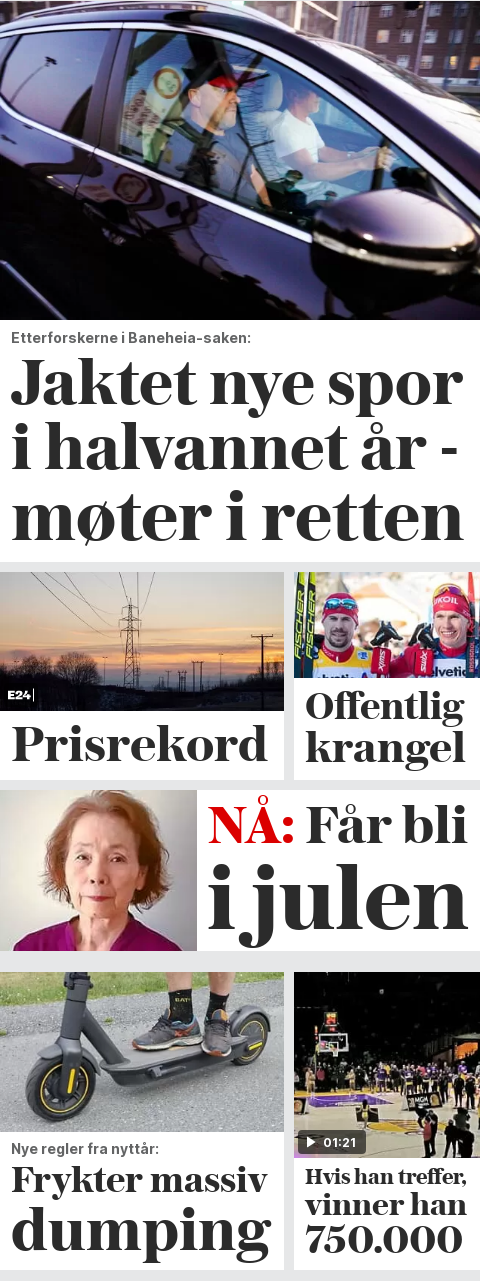 Etterforskerne i Baneheia-saken:
Jaktet nye spor
i halvannet år -
møter i retten
E24
Prisrekord
FISCHER
FISCHER
Offentlig
krangel
NÅ: Får bli
i julen
Nye regler fra nyttår:
Frykter massiv
dumping
01:21
Hvis han treffer,
vinner han
750.000